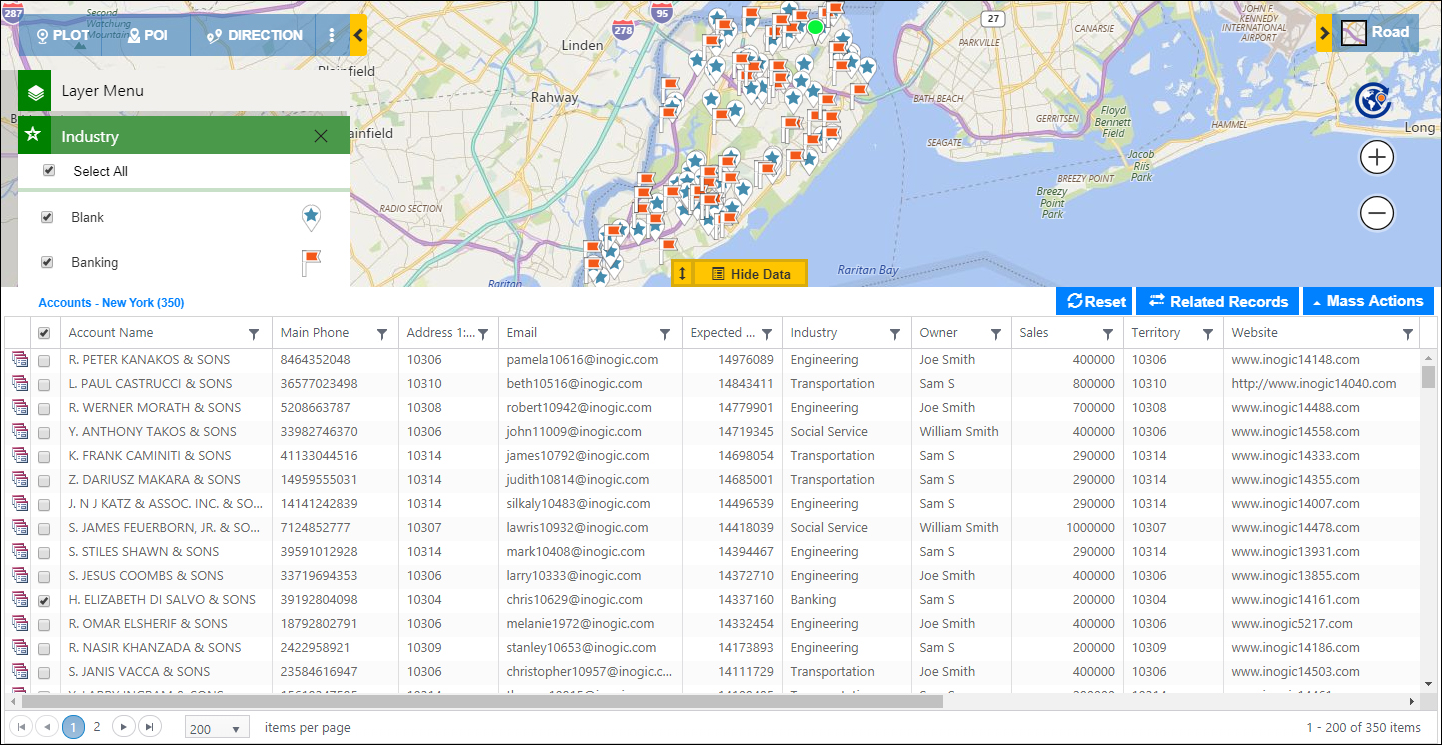 287
Second
Watchung
Mountain
PLOT
POI
DIRECTION
95
278
27
JOHN F
KENNEDY
INTERNATIONAL
AIRPORT
Road
Linden
CANARSIE
PARKVILLE
Plainfield
Layer Menu
Rahway
BATH BEACH
Floyd
Bennett
Field
GERRITSEN
HAMMEL
Long
Industry
Plainfield
SEAGATE
Select All
Jacob
Riis
Park
BREEZY POINT
Breezy
Point
Park
RADIO SECTION
Blank
Banking
Raritan Bay
Raritan
Hide Data
Accounts - New York (350)
Reset
Related Records
Mass Actions
Account Name Main Phone Address 1:... Email Expected ... Industry Owner Sales Territory Website
R. PETER KANAKOS & SONS 8464352048 10306 pamela10616@inogic.com 14976089 Engineering Joe Smith 400000 10306 www.inogic14148.com
L. PAUL CASTRUCCI & SONS 36577023498 10310 beth10516@inogic.com 14843411 Transportation Sam S 800000 10310 http://www.inogic14040.com
R. WERNER MORATH & SONS 5208663787 10308 robert10942@inogic.com 14779901 Engineering Joe Smith 700000 10308 www.inogic14488.com
Y. ANTHONY TAKOS & SONS 33982746370 10306 john11009@inogic.com 14719345 Social Service William Smith 400000 10306 www.inogic14558.com
K. FRANK CAMINITI & SONS 41133044516 10314 james10792@inogic.com 14698054 Transportation Sam S 290000 10314 www.inogic14333.com
Z. DARIUSZ MAKARA & SONS 14959555031 10314 judith10814@inogic.com 14685001 Transportation Sam S 290000 10314 www.inogic14355.com
J. N J KATZ & ASSOC. INC. & SO... 14141242839 10314 silkaly10483@inogic.com 14496539 Engineering Sam S 290000 10314 www.inogic14007.com
S. JAMES FEUERBORN, JR. & SO... 7124852777 10307 lawris10932@inogic.com 14418039 Social Service William Smith 1000000 10307 www.inogic14478.com
S. STILES SHAWN & SONS 39591012928 10314 mark10408@inogic.com 14394467 Engineering Sam S 290000 10314 www.inogic13931.com
S. JESUS COOMBS & SONS 33719694353 10306 larry10333@inogic.com 14372710 Engineering Joe Smith 400000 10306 www.inogic13855.com
H. ELIZABETH DI SALVO & SONS 39192804098 10304 chris10629@inogic.com 14337160 Banking Sam S 200000 10304 www.inogic14161.com
R. OMAR ELSHERIF & SONS 18792802791 10306 melanie1972@inogic.com 14332454 Engineering Joe Smith 400000 10306 www.inogic5217.com
R. NASIR KHANZADA & SONS 2422958921 10309 stanley10653@inogic.com 14173893 Engineering Sam S 200000 10309 www.inogic14186.com
S. JANIS VACCA & SONS 23584616947 10306 christopher10957@inogic.c... 14111729 Transportation Joe Smith 400000 10306 www.inogic14503.com
1 2 200 items per page
1 - 200 of 350 items